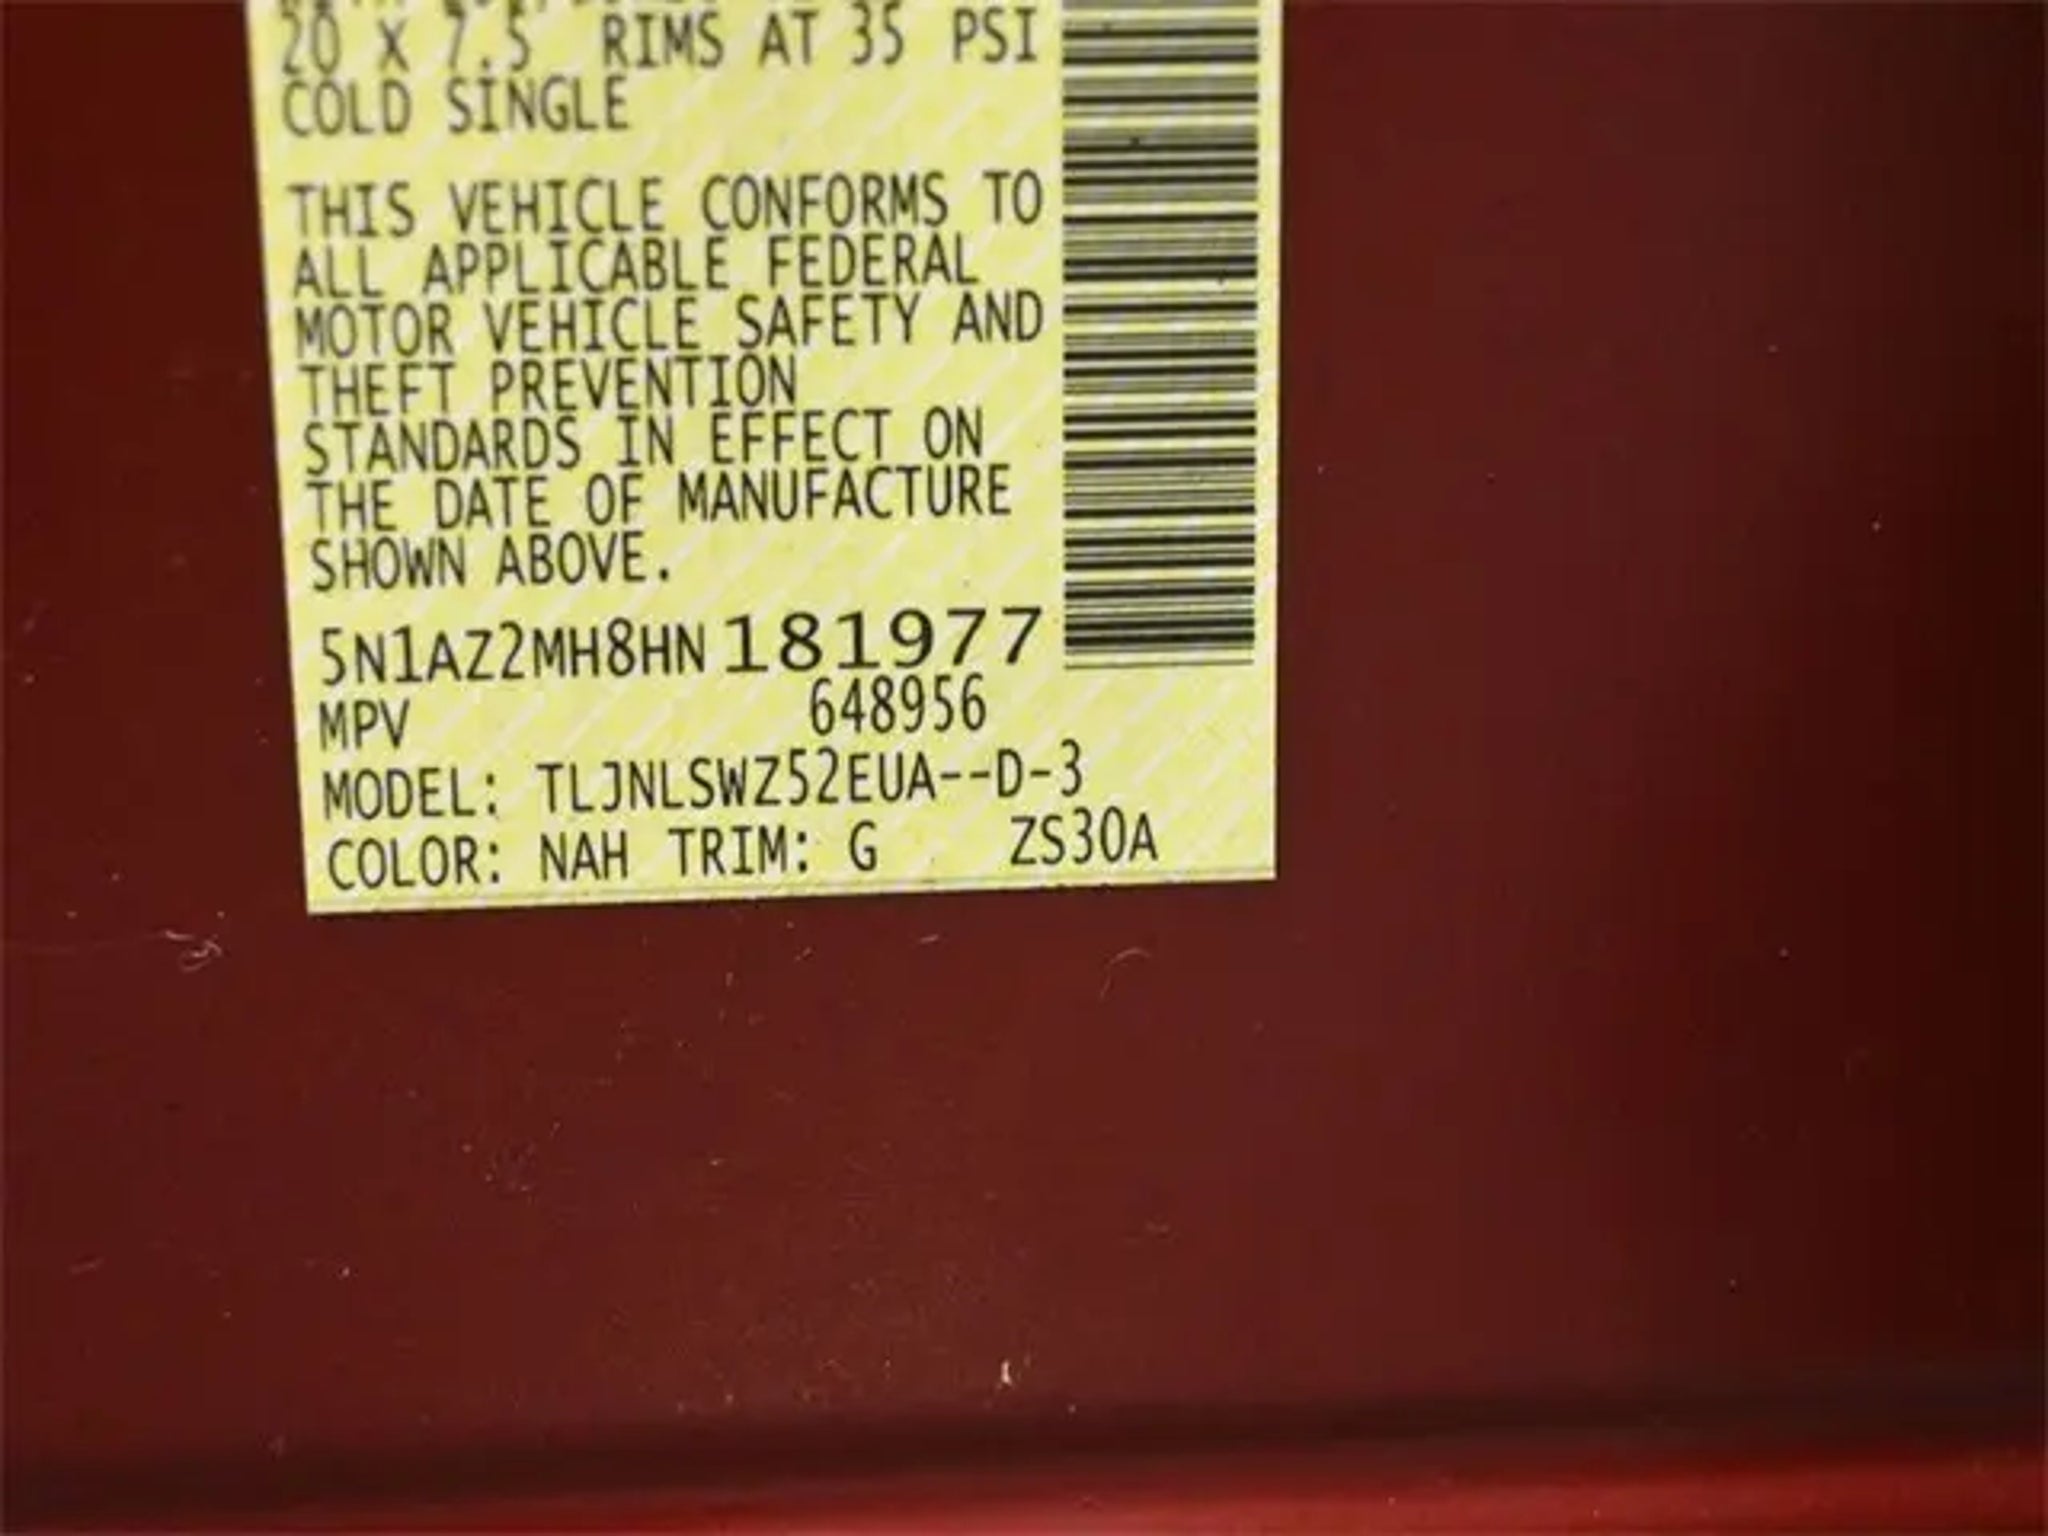 20 X 7.5 RIMS AT 35 PSI
COLD SINGLE
THIS VEHICLE CONFORMS TO
ALL APPLICABLE FEDERAL
MOTOR VEHICLE SAFETY AND
THEFT PREVENTION
STANDARDS IN EFFECT ON
THE DATE OF MANUFACTURE
SHOWN ABOVE.
5N1AZ2MH8HN181977
MPV 648956
MODEL: TLJNLSWZ52EUA--D-3
COLOR: NAH TRIM: G ZS30A